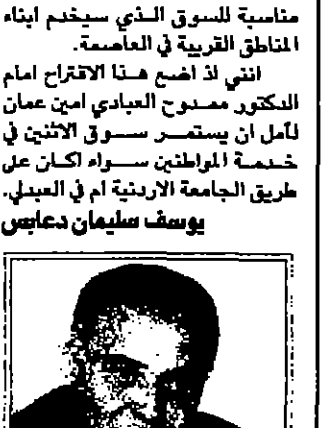 مناسبة للسوق الذي سيخدم ابناء
المناطق القريبة في العاصمة.
انني اذ اضع هذا الاقتراح امام
الدكتور ممدوح العبادي امين عمان
لآمل ان يستمر سوق الاثنين في
خدمة المواطنين سواء اكان على
طريق الجامعة الاردنية ام في العبدلي.
يوسف سليمان دعابس